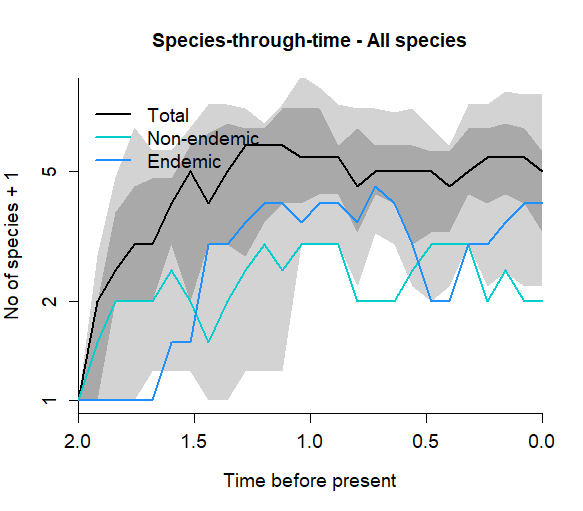 Species-through-time - All species
Total
Non-endemic
Endemic
No of species + 1
5
2
1
2.0 1.5 1.0 0.5 0.0
Time before present